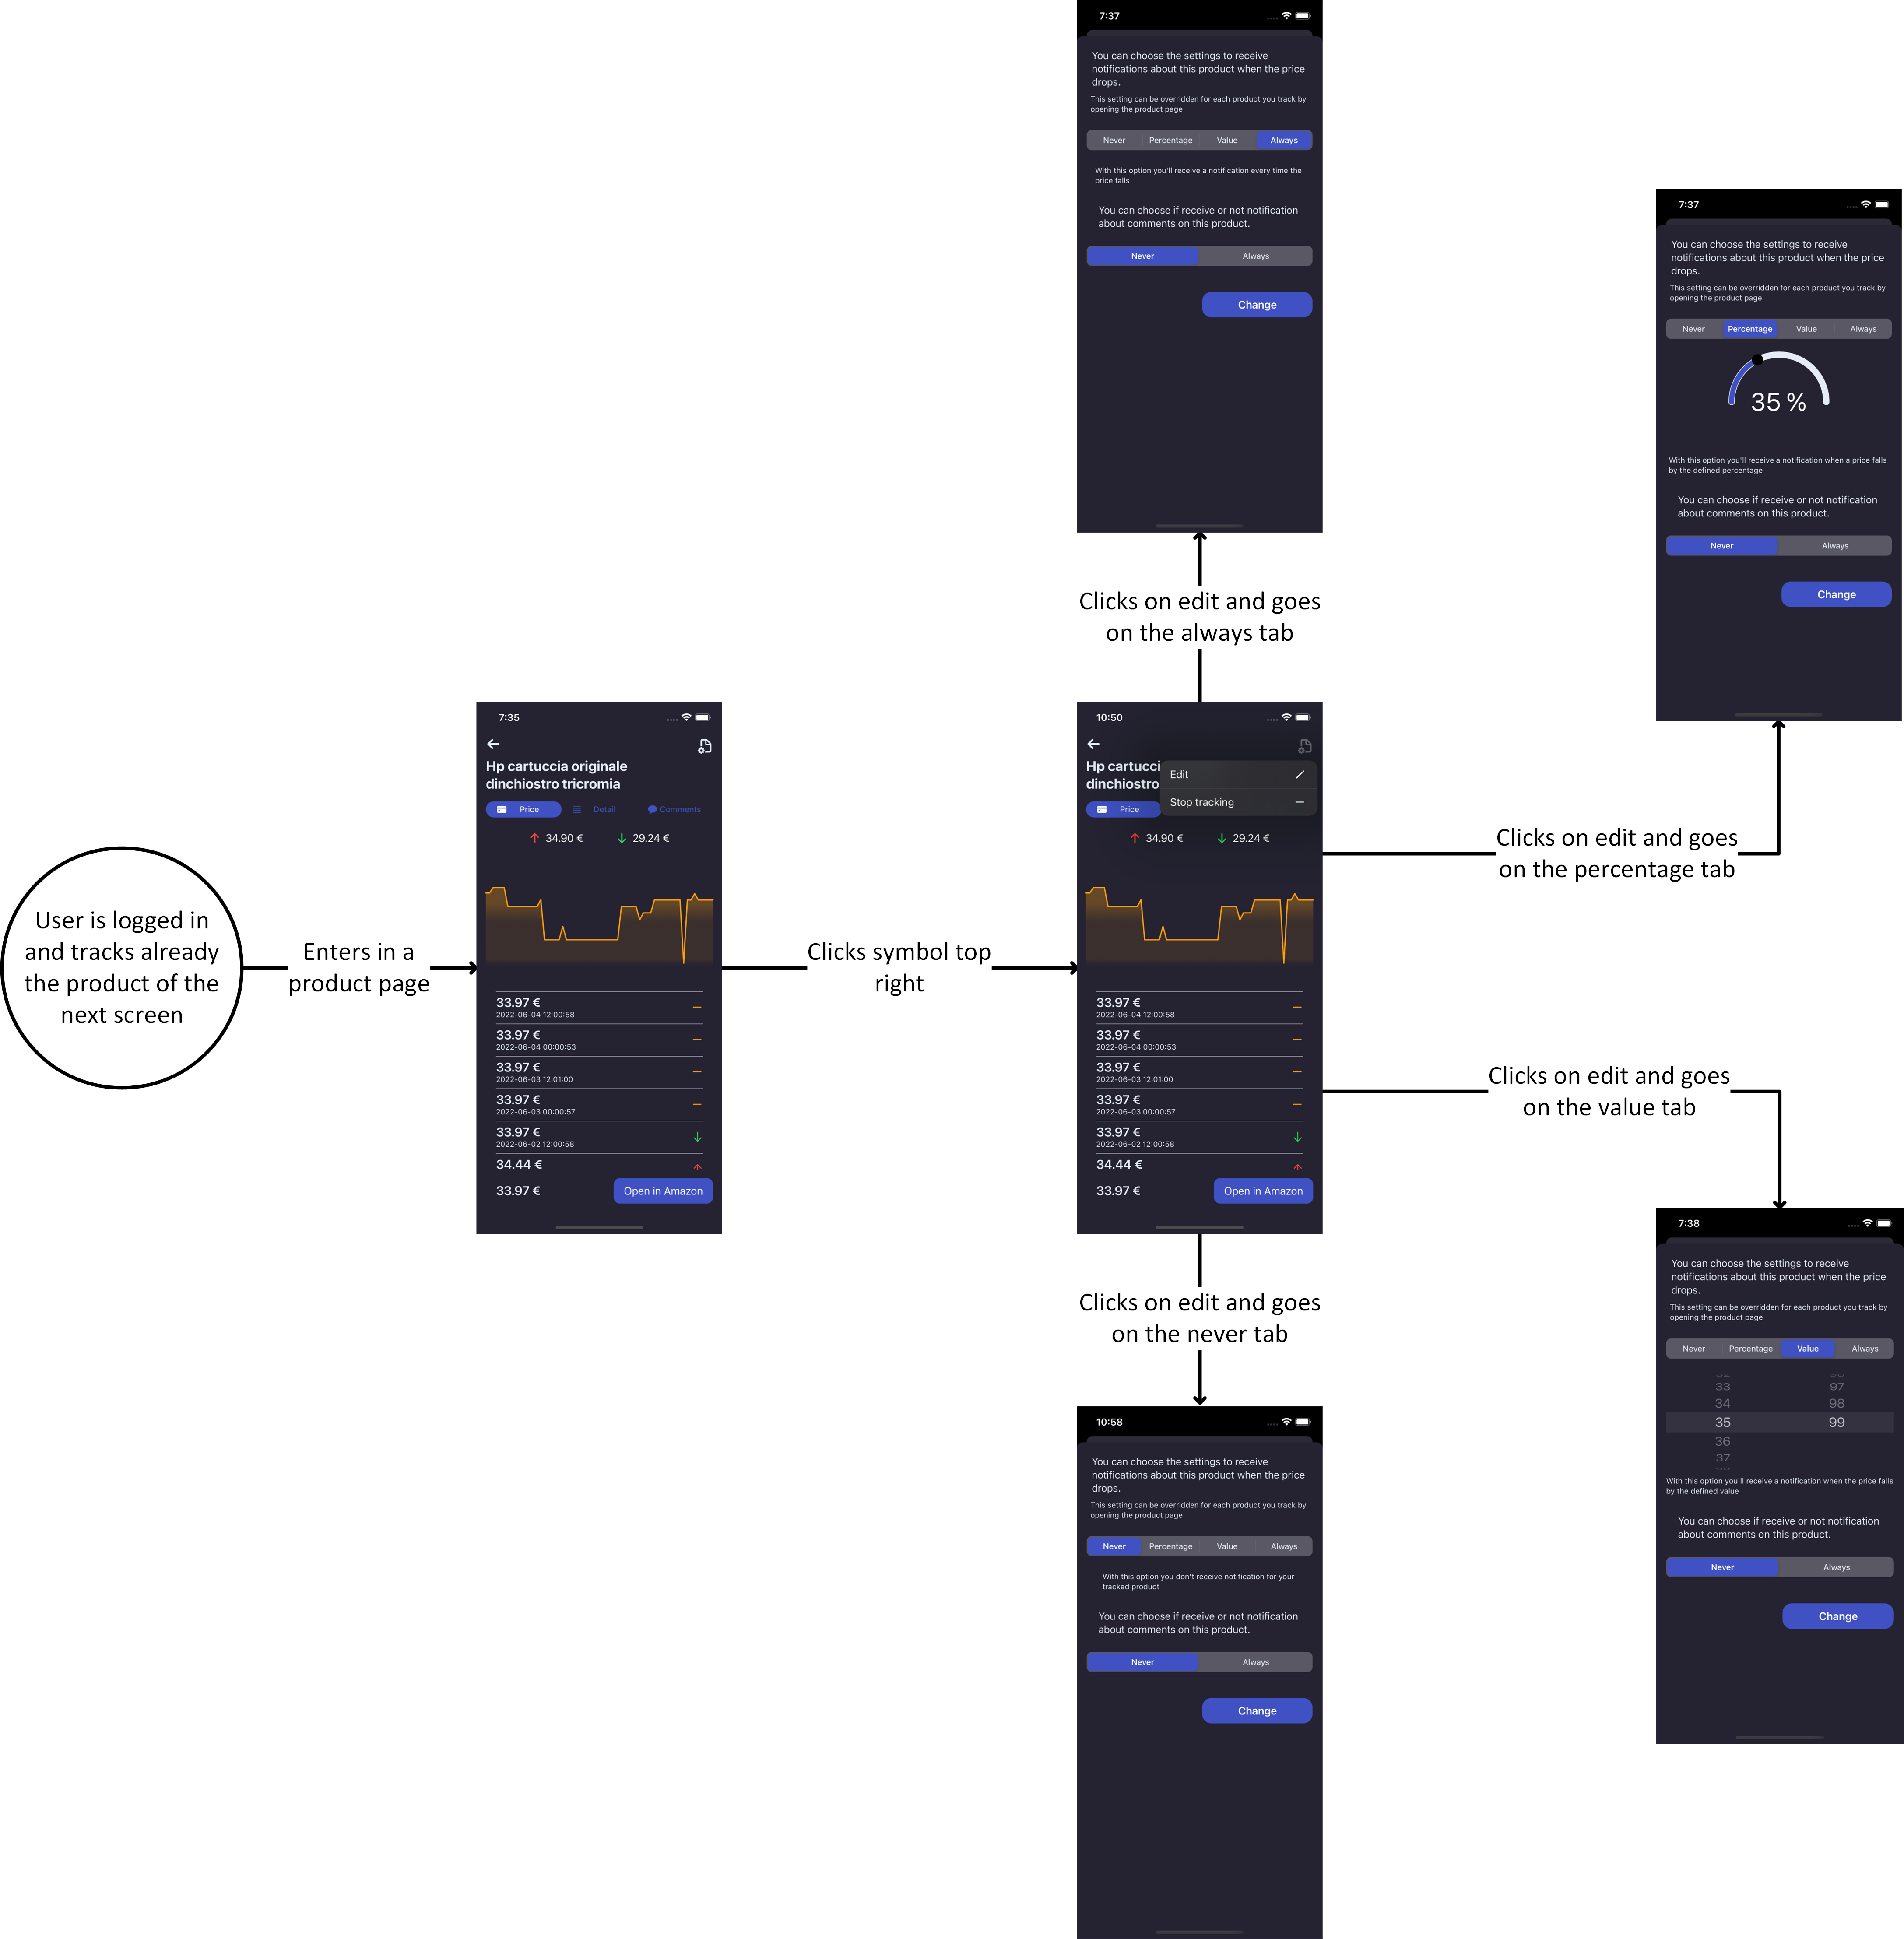 7:37
You can choose the settings to receive
notifications about this product when the price
drops.
This setting can be overridden for each product you track by
opening the product page
Never Percentage Value Always
With this option you'll receive a notification every time the
price falls
You can choose if receive or not notification
about comments on this product.
Never Always
Change
Clicks on edit and goes
on the always tab
7:37
You can choose the settings to receive
notifications about this product when the price
drops.
This setting can be overridden for each product you track by
opening the product page
Never Percentage Value Always
35 %
With this option you'll receive a notification when a price falls
by the defined percentage
You can choose if receive or not notification
about comments on this product.
Never Always
Change
Clicks on edit and goes
on the percentage tab
User is logged in
and tracks already
the product of the
next screen
Enters in a
product page
7:35
Hp cartuccia originale
dinchiostro tricromia
Price Detail Comments
34.90 € 29.24 €
33.97 €
2022-06-04 12:00:58
33.97 €
2022-06-04 00:00:53
33.97 €
2022-06-03 12:01:00
33.97 €
2022-06-03 00:00:57
33.97 €
2022-06-02 12:00:58
34.44 €
33.97 € Open in Amazon
Clicks symbol top
right
10:50
Hp cartucci
dinchiostro
Edit
Stop tracking
Price
34.90 € 29.24 €
33.97 €
2022-06-04 12:00:58
33.97 €
2022-06-04 00:00:53
33.97 €
2022-06-03 12:01:00
33.97 €
2022-06-03 00:00:57
33.97 €
2022-06-02 12:00:58
34.44 €
33.97 € Open in Amazon
Clicks on edit and goes
on the value tab
7:38
You can choose the settings to receive
notifications about this product when the price
drops.
This setting can be overridden for each product you track by
opening the product page
Never Percentage Value Always
33 97
34 98
35 99
36
37
With this option you'll receive a notification when the price falls
by the defined value
You can choose if receive or not notification
about comments on this product.
Never Always
Change
Clicks on edit and goes
on the never tab
10:58
You can choose the settings to receive
notifications about this product when the price
drops.
This setting can be overridden for each product you track by
opening the product page
Never Percentage Value Always
With this option you don't receive notification for your
tracked product
You can choose if receive or not notification
about comments on this product.
Never Always
Change